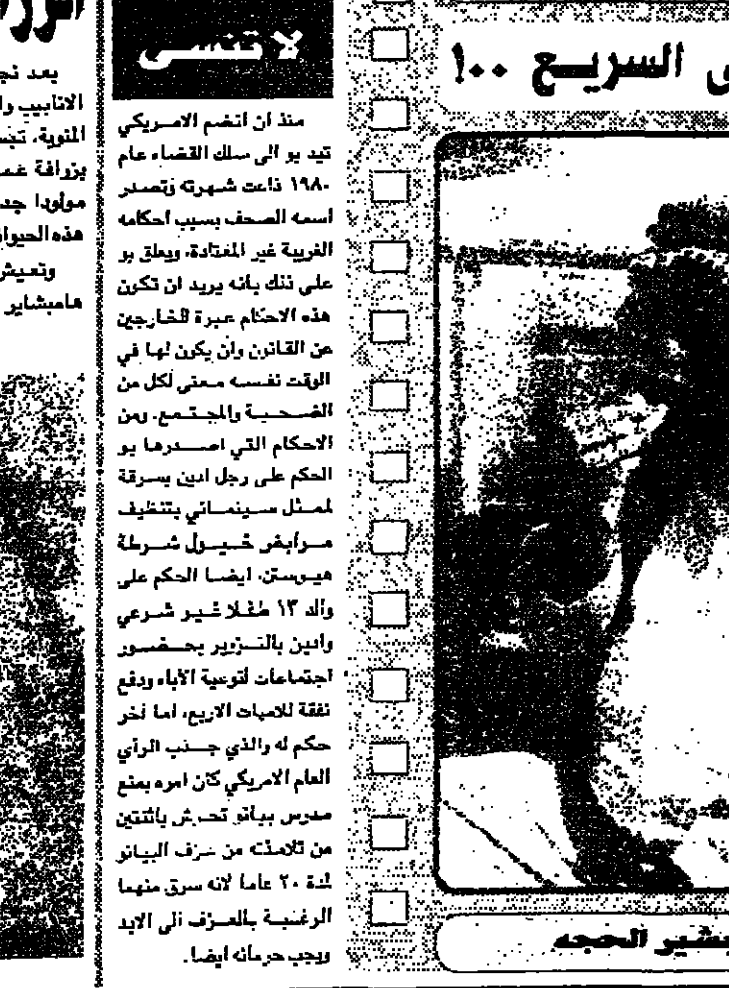 السريع ..!
بشير الحجه
لا تنسى
منذ ان انضم الامريكي
تيد بو الى سلك القضاء عام
١٩٨٠ ذاعت شهرته وتصدر
اسمه الصحف بسبب احكامه
الغريبة غير المعتادة، ويعلق بو
على ذلك بانه يريد ان تكون
هذه الاحكام عبرة للخارجين
عن القانون وان يكون لها في
الوقت نفسه معنى لكل من
الضحية والمجتمع. ومن
الاحكام التي اصدرها بو
الحكم على رجل ادين بسرقة
لممثل سينمائي بتنظيف
مرابض خيول شرطة
هيوستن، ايضا الحكم على
والد ١٣ طفلا غير شرعي
وادين بالتزوير بحضور
اجتماعات لتوعية الآباء ودفع
نفقة للامهات الاربع، اما آخر
حكم له والذي جذب الرأي
العام الامريكي كان امره بمنع
مدرس بيانو تحرش باثنتين
من تلامذته من عزف البيانو
لمدة ٢٠ عاما لانه سرق منهما
الرغبة بالعزف الى الابد
ويجب حرمانه ايضا.
بعد
الانابيب
المنوية،
بزرافة
مولودا
هذه
وتعيش
هامبشاير